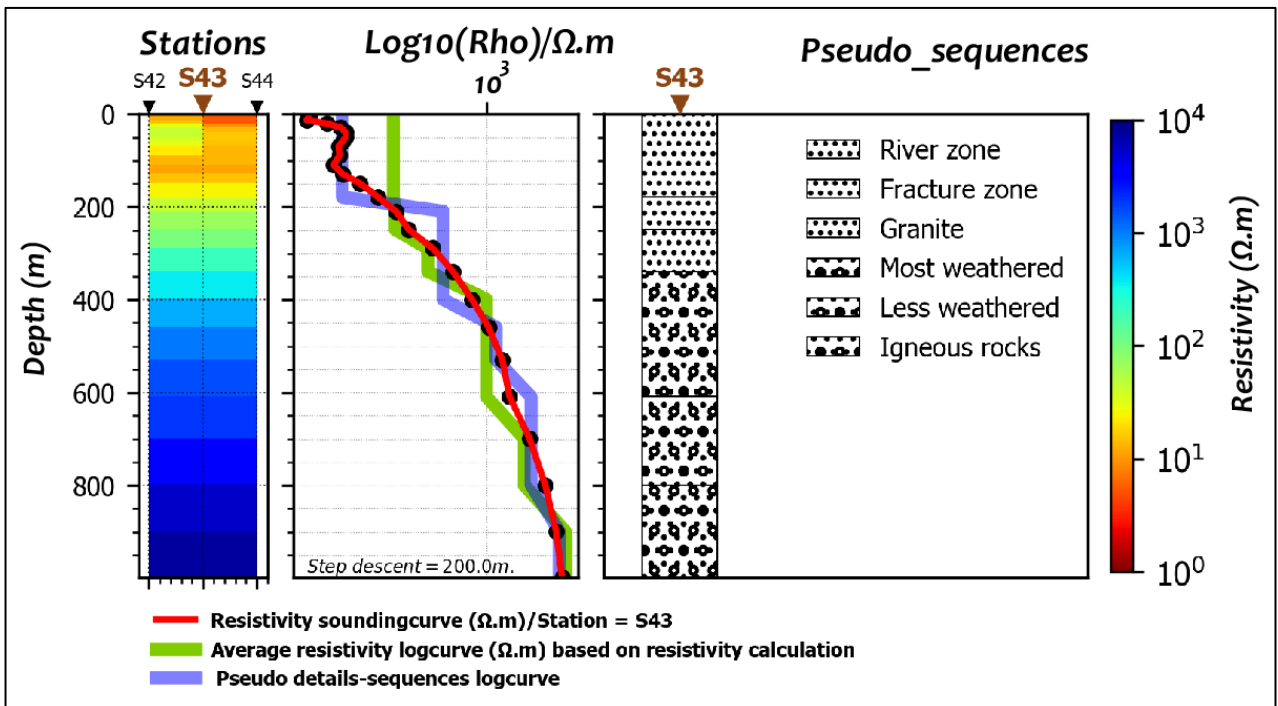 Stations
Log10(Rho)/Ω.m
Pseudo_sequences
S42 S43 S44
10³
S43
Depth (m)
0
200
400
600
800
Step descent = 200.0m.
River zone
Fracture zone
Granite
Most weathered
Less weathered
Igneous rocks
10⁴
10³
10²
10¹
10⁰
Resistivity (Ω.m)
Resistivity soundingcurve (Ω.m)/Station = S43
Average resistivity logcurve (Ω.m) based on resistivity calculation
Pseudo details-sequences logcurve